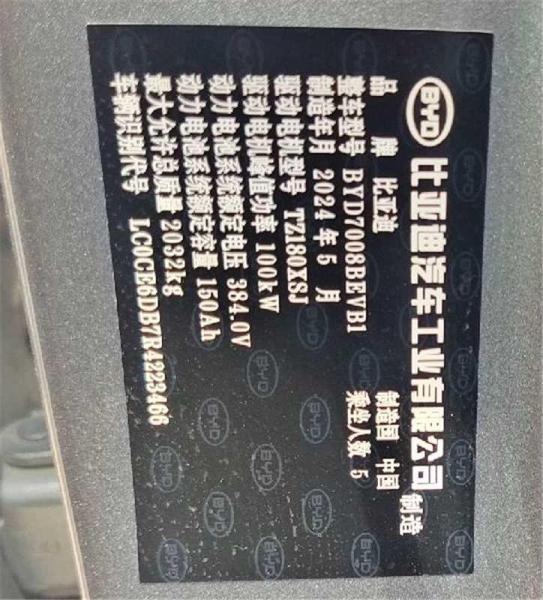 BYD 比亚迪汽车工业有限公司 制造
品牌 比亚迪 制造国 中国
整车型号 BYD7008BEVB1 乘坐人数 5
制造年月 2024年5月
驱动电机型号 TZ180XSJ
驱动电机峰值功率 100kW
动力电池系统额定电压 384.0V
动力电池系统额定容量 150Ah
最大允许总质量 2032kg
车辆识别代号 LC0CE6DB7R4223466